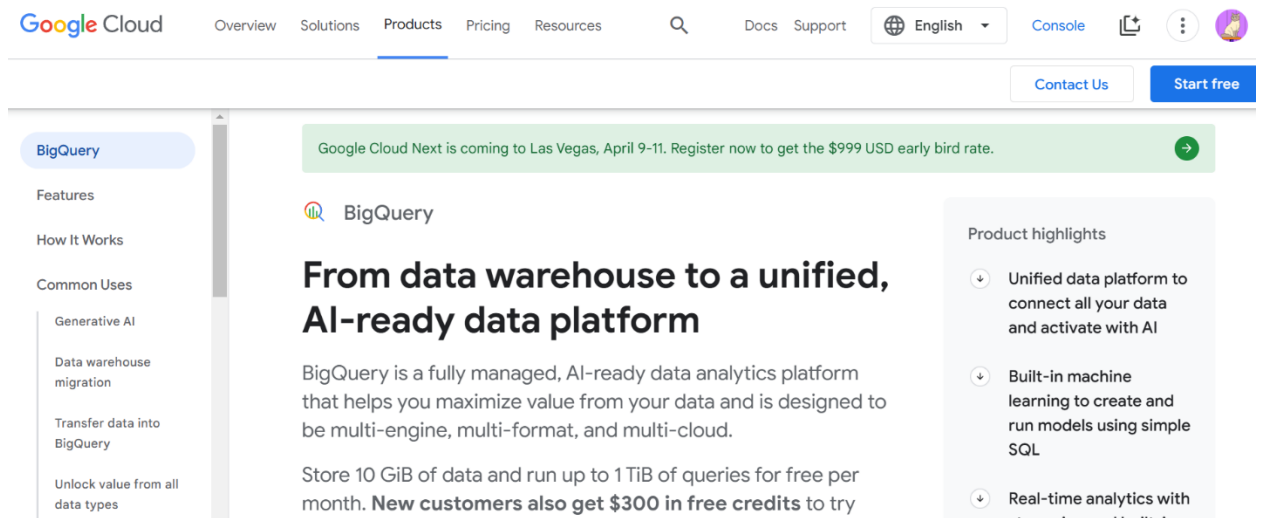 Google Cloud
Overview
Solutions
Products
Pricing
Resources
Docs
Support
English
Console
Contact Us
Start free
BigQuery
Features
How It Works
Common Uses
Generative AI
Data warehouse
migration
Transfer data into
BigQuery
Unlock value from all
data types
Google Cloud Next is coming to Las Vegas, April 9-11. Register now to get the $999 USD early bird rate.
BigQuery
From data warehouse to a unified,
AI-ready data platform
BigQuery is a fully managed, AI-ready data analytics platform
that helps you maximize value from your data and is designed to
be multi-engine, multi-format, and multi-cloud.
Store 10 GiB of data and run up to 1 TiB of queries for free per
month. New customers also get $300 in free credits to try
Product highlights
Unified data platform to
connect all your data
and activate with AI
Built-in machine
learning to create and
run models using simple
SQL
Real-time analytics with